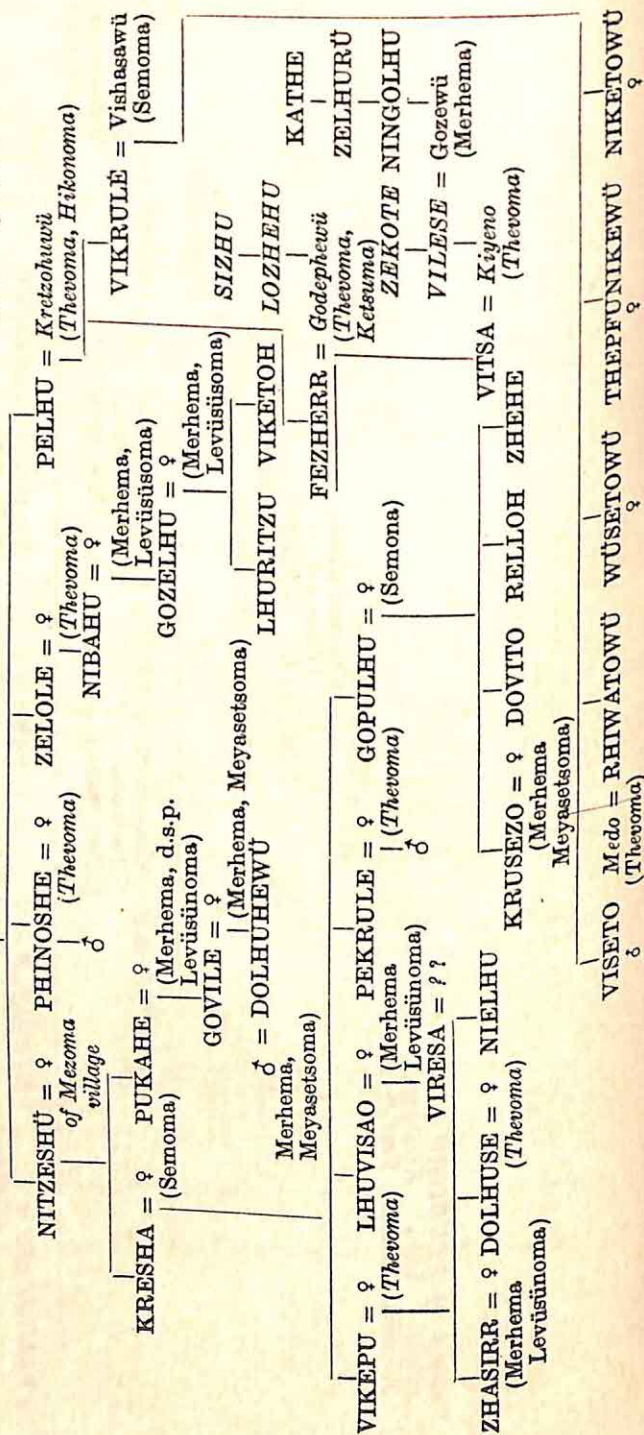 NITZESHÜ = ♀ PHINOSHE = ♀ ZELOLE = ♀ PELHU = Kretzohuwü
of Mezoma village
(Thevoma)
♂
(Thevoma)
(Thevoma, Hikonoma)
NIBAHU = ♀
(Merhema, Levüsüsoma)
VIKRULÉ = Vishasawü
(Semoma)
KRESHA = ♀ PUKAHE = ♀
(Semoma)
(Merhema, d.s.p.
Levüsünoma)
GOZELHU = ♀
(Merhema,
Levüsüsoma)
GOVILE = ♀
(Merhema, Meyasetsoma)
SIZHU
LOZHEHU
KATHE
ZELHURÜ
♂ = DOLHUHEWÜ
Merhema,
Meyasetsoma)
LHURITZU VIKETOH
FEZHERR = Godephewü
(Thevoma,
Ketsuma)
ZEKOTE NINGOLHU
VILESE = Gozewü
(Merhema)
VIKEPU = ♀ LHUVISAO = ♀ PEKRULE = ♀ GOPULHU = ♀
(Thevoma)
(Merhema
Levüsünoma)
(Thevoma)
♂
(Semona)
VIRESA = ? ?
VITSA = Kiyeno
(Thevoma)
ZHASIRR = ♀ DOLHUSE = ♀ NIELHU
(Merhema
Levüsünoma)
(Thevoma)
KRUSEZO = ♀ DOVITO RELLOH ZHEHE
(Merhema
Meyasetsoma)
VISETO Medo = RHIWATOWÜ WÜSETOWÜ THEPFUNIKEWÜ NIKETOWÜ
♂ (Thevoma) ♀ ♀ ♀